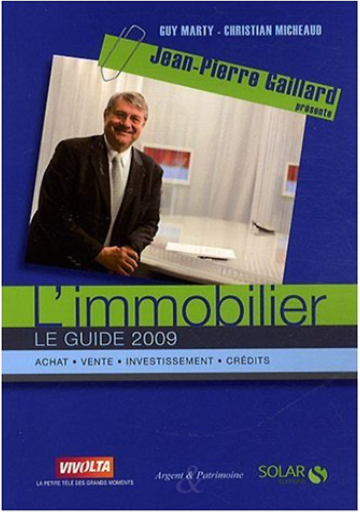 GUY MARTY - CHRISTIAN MICHEAUD
Jean-Pierre Gaillard
présente
L'immobilier
LE GUIDE 2009
ACHAT • VENTE • INVESTISSEMENT • CRÉDITS
VIVOLTA
LA PETITE TÉLÉ DES GRANDS MOMENTS
Argent & Patrimoine
SOLAR
EDITIONS